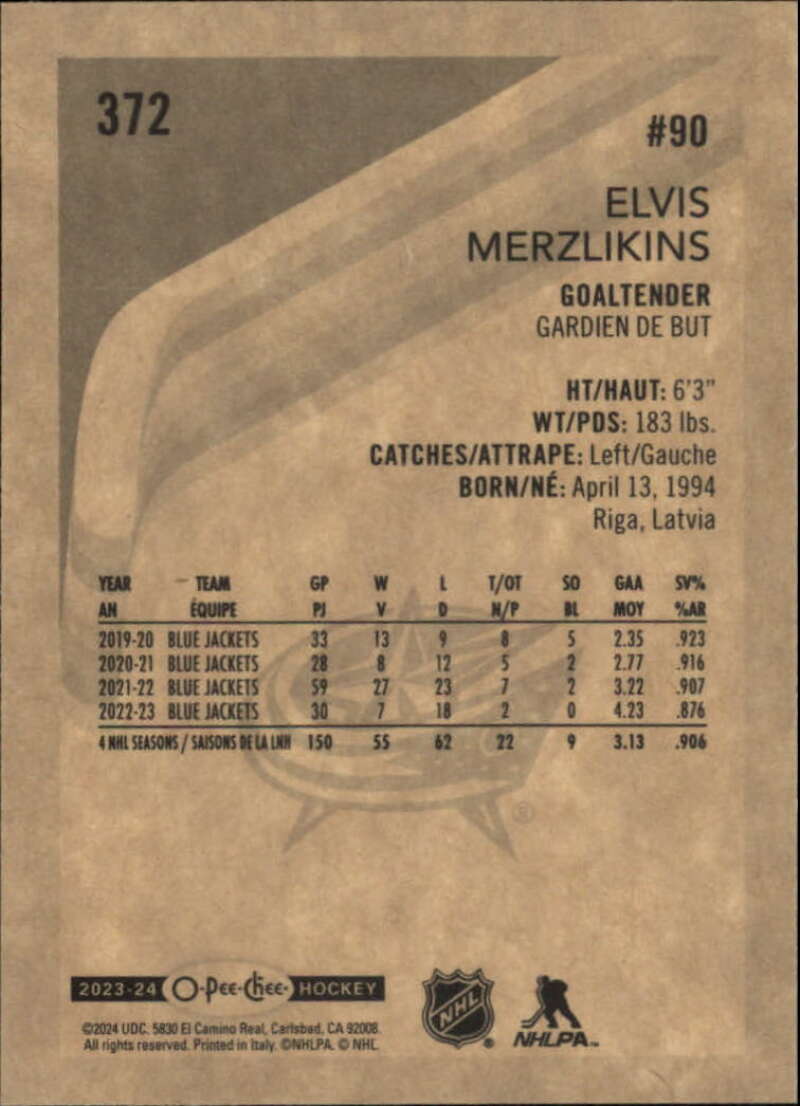 372
#90
ELVIS
MERZLIKINS
GOALTENDER
GARDIEN DE BUT
HT/HAUT: 6'3"
WT/PDS: 183 lbs.
CATCHES/ATTRAPE: Left/Gauche
BORN/NÉ: April 13, 1994
Riga, Latvia
YEAR TEAM GP W L T/OT SO GAA SV%
AN ÉQUIPE PJ V D N/P BL MOY %AR
2019-20 BLUE JACKETS 33 13 9 8 5 2.35 .923
2020-21 BLUE JACKETS 28 8 12 5 2 2.77 .916
2021-22 BLUE JACKETS 59 27 23 7 2 3.22 .907
2022-23 BLUE JACKETS 30 7 18 2 0 4.23 .876
4 NHL SEASONS / SAISONS DE LA LNH 150 55 62 22 9 3.13 .906
®
2023-24 O-Pee-Chee- HOCKEY
©2024 UDC. 5830 El Camino Real, Carlsbad, CA 92008.
All rights reserved. Printed in Italy. ©NHLPA. © NHL.
NHL ®
NHLPA™